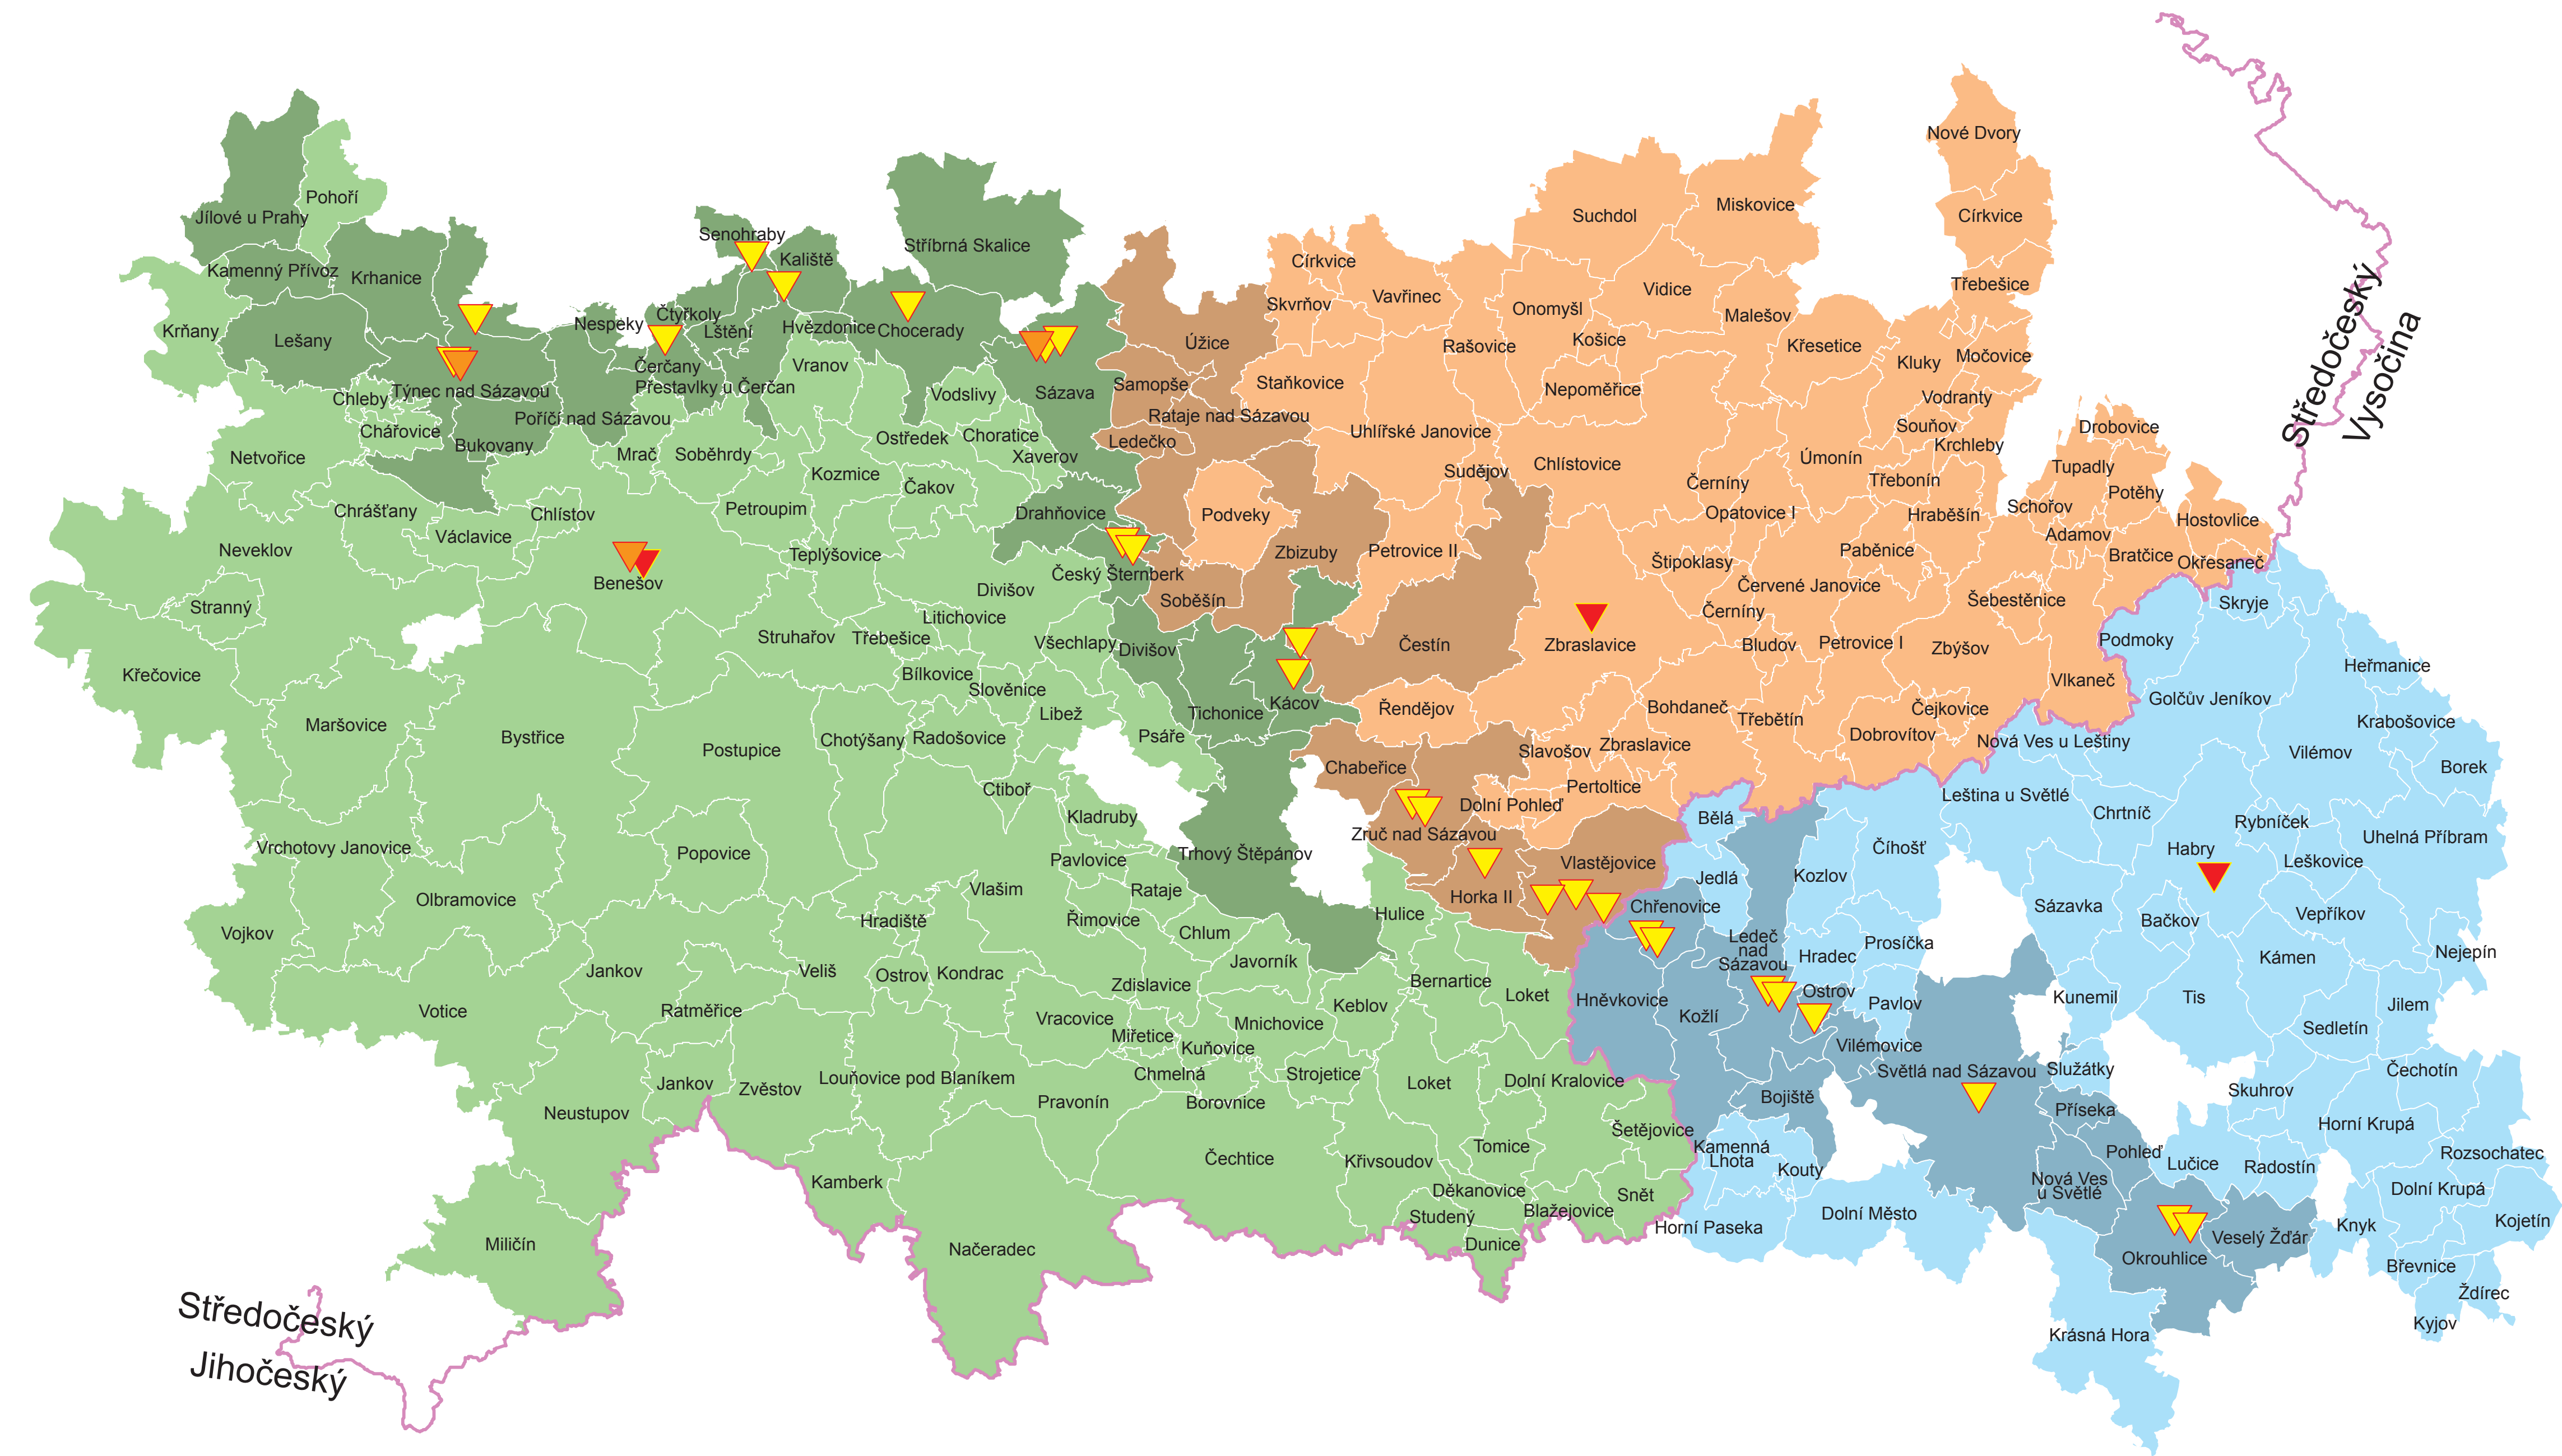 Nové Dvory
Pohoří
Jílové u Prahy
Miskovice
Suchdol
Církvice
Senohraby
Stříbrná Skalice
Kaliště
Církvice
Kamenný Přívoz
Krhanice
Třebešice
Vidice
Vavřinec
Skvrňov
Onomyšl
Malešov
Čtyřkoly
Nespeky
Hvězdonice
Chocerady
Lštění
Krňany
Lešany
Úžice
Košice
Rašovice
Křesetice
Močovice
Kluky
Vranov
Čerčany
Středočeský
Vysočina
Samopše
Staňkovice
Přestavlky u Čerčan
Týnec nad Sázavou
Nepoměřice
Sázava
Vodslivy
Chleby
Vodranty
Rataje nad Sázavou
Poříčí nad Sázavou
Souňov
Drobovice
Chářovice
Uhlířské Janovice
Ostředek
Choratice
Ledečko
Bukovany
Krchleby
Mrač
Soběhrdy
Xaverov
Netvořice
Úmonín
Chlístovice
Tupadly
Sudějov
Kozmice
Třebonín
Černíny
Čakov
Potěhy
Schořov
Petroupim
Chrášťany
Chlístov
Drahňovice
Podveky
Opatovice I
Hraběšín
Hostovlice
Adamov
Václavice
Neveklov
Teplýšovice
Zbizuby
Petrovice II
Paběnice
Bratčice
Štipoklasy
Okřesaneč
Český Šternberk
Benešov
Divišov
Červené Janovice
Soběšín
Šebestěnice
Skryje
Stranný
Litichovice
Černíny
Struhařov
Třebešice
Všechlapy
Divišov
Čestín
Zbraslavice
Bludov
Petrovice I
Zbýšov
Podmoky
Heřmanice
Křečovice
Bílkovice
Slověnice
Vlkaneč
Golčův Jeníkov
Kácov
Tichonice
Řendějov
Bohdaneč
Třebětín
Čejkovice
Libež
Krabošovice
Maršovice
Bystřice
Postupice
Chotýšany
Radošovice
Psáře
Dobrovítov
Nová Ves u Leštiny
Zbraslavice
Slavošov
Vilémov
Chabeřice
Borek
Ctiboř
Pertoltice
Leština u Světlé
Dolní Pohleď
Chrtníč
Kladruby
Bělá
Rybníček
Zruč nad Sázavou
Uhelná Příbram
Vrchotovy Janovice
Číhošť
Habry
Popovice
Trhový Štěpánov
Pavlovice
Vlastějovice
Leškovice
Jedlá
Kozlov
Vlašim
Rataje
Horka II
Olbramovice
Chřenovice
Sázavka
Hulice
Vepříkov
Bačkov
Hradiště
Římovice
Chlum
Vojkov
Ledeč
nad
Sázavou
Prosíčka
Nejepín
Hradec
Kámen
Javorník
Jankov
Veliš
Ostrov
Kondrac
Bernartice
Zdislavice
Ostrov
Loket
Kunemil
Tis
Hněvkovice
Pavlov
Jilem
Keblov
Votice
Ratměřice
Kožlí
Vracovice
Mnichovice
Sedletín
Miřetice
Kuňovice
Vilémovice
Služátky
Čechotín
Světlá nad Sázavou
Chmelná
Strojetice
Louňovice pod Blaníkem
Dolní Kralovice
Loket
Jankov
Zvěstov
Skuhrov
Bojiště
Pravonín
Borovnice
Neustupov
Příseka
Horní Krupá
Šetějovice
Tomice
Kamenná
Lhota
Pohleď
Rozsochatec
Čechtice
Křivsoudov
Lučice
Radostín
Kouty
Nová Ves
u Světlé
Kamberk
Děkanovice
Snět
Dolní Krupá
Blažejovice
Studený
Dolní Město
Kojetín
Horní Paseka
Knyk
Veselý Žďár
Miličín
Načeradec
Dunice
Okrouhlice
Břevnice
Ždírec
Středočeský
Jihočeský
Kyjov
Krásná Hora